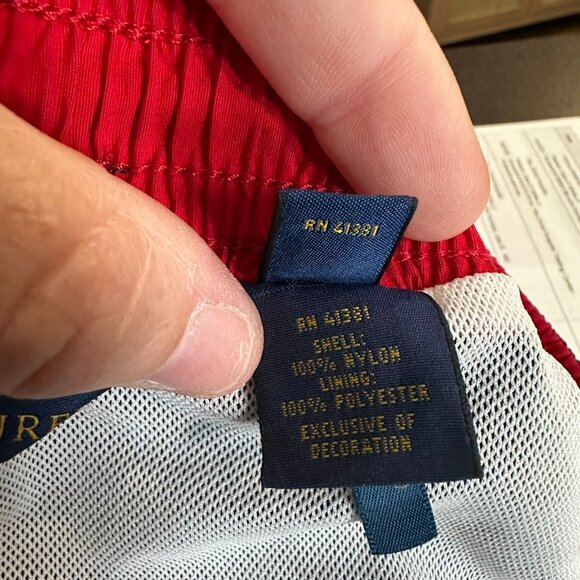 RN 41381
RN 41381
SHELL:
100% NYLON
LINING:
100% POLYESTER
EXCLUSIVE OF
DECORATION